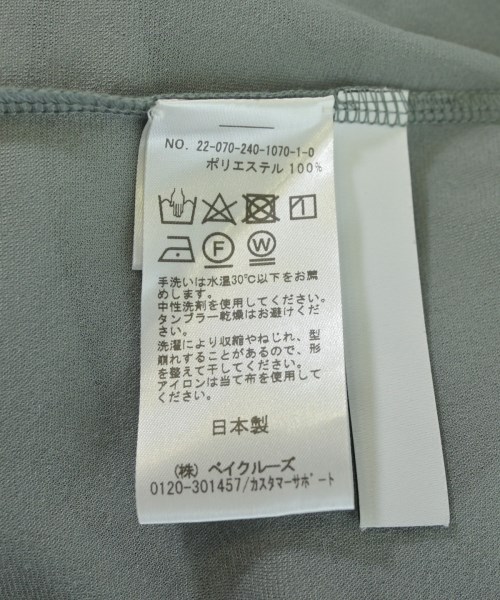 NO. 22-070-240-1070-1-0
ポリエステル 100%
F W
手洗いは水温30℃以下をお薦
めします。
中性洗剤を使用してください。
タンブラー乾燥はお避けくだ
さい。
洗濯により収縮やねじれ、型
崩れすることがあるので、形
を整えて干してください。
アイロンは当て布を使用して
ください。
日本製
（株）ベイクルーズ
0120-301457/カスタマーサポート